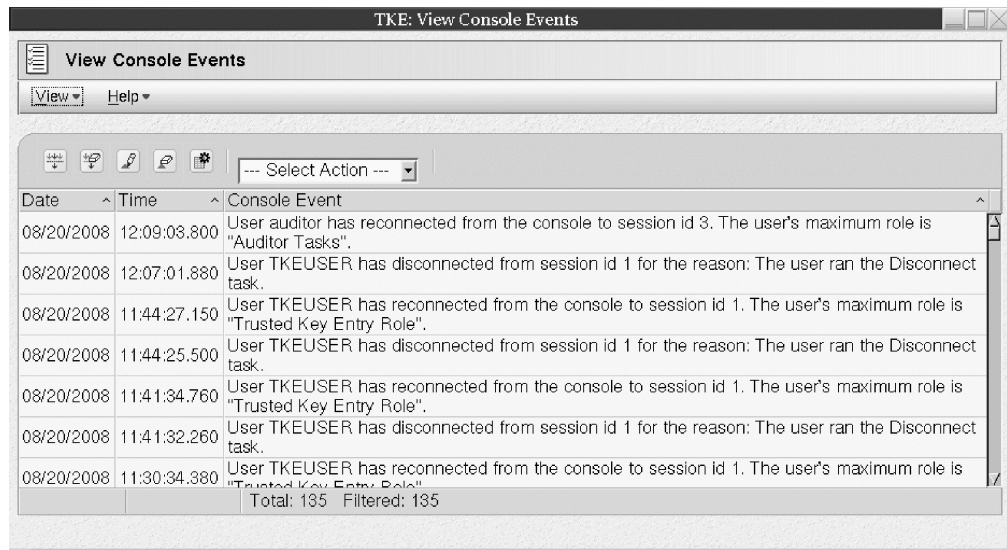 TKE: View Console Events
View Console Events
View Help
--- Select Action ---
Date Time Console Event
08/20/2008 12:09:03.800 User auditor has reconnected from the console to session id 3. The user's maximum role is
"Auditor Tasks".
08/20/2008 12:07:01.880 User TKEUSER has disconnected from session id 1 for the reason: The user ran the Disconnect
task.
08/20/2008 11:44:27.150 User TKEUSER has reconnected from the console to session id 1. The user's maximum role is
"Trusted Key Entry Role".
08/20/2008 11:44:25.500 User TKEUSER has disconnected from session id 1 for the reason: The user ran the Disconnect
task.
08/20/2008 11:41:34.760 User TKEUSER has reconnected from the console to session id 1. The user's maximum role is
"Trusted Key Entry Role".
08/20/2008 11:41:32.260 User TKEUSER has disconnected from session id 1 for the reason: The user ran the Disconnect
task.
08/20/2008 11:30:34.380 User TKEUSER has reconnected from the console to session id 1. The user's maximum role is
"Trusted Key Entry Role"
Total: 135 Filtered: 135